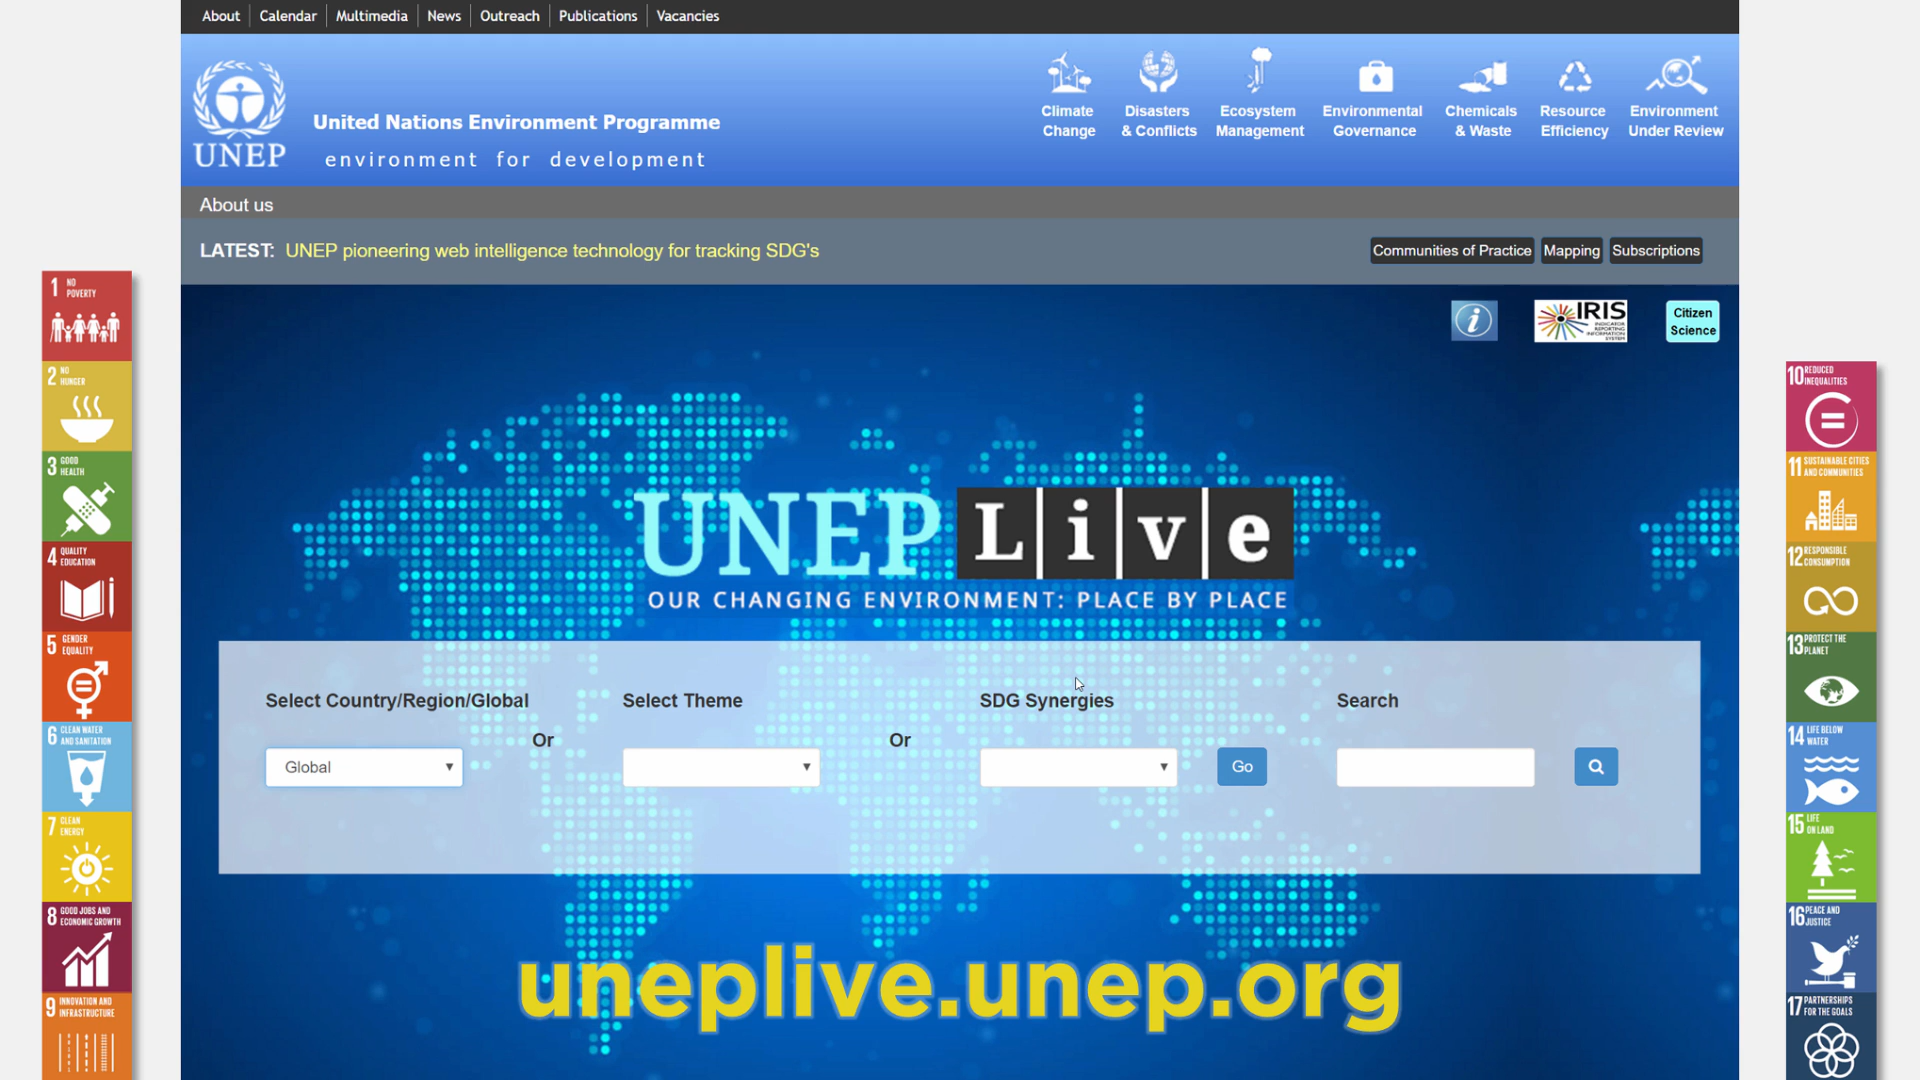 About
Calendar
Multimedia
News
Outreach
Publications
Vacancies
UNEP
United Nations Environment Programme
environment for development
Climate
Change
Disasters
& Conflicts
Ecosystem
Management
Environmental
Governance
Chemicals
& Waste
Resource
Efficiency
Environment
Under Review
About us
LATEST: UNEP pioneering web intelligence technology for tracking SDG's
Communities of Practice
Mapping
Subscriptions
i
IRIS
INDICATOR
REPORTING
INFORMATION
SYSTEM
Citizen
Science
1 NO
POVERTY
2 NO
HUNGER
3 GOOD
HEALTH
4 QUALITY
EDUCATION
5 GENDER
EQUALITY
6 CLEAN WATER
AND SANITATION
7 CLEAN
ENERGY
8 GOOD JOBS AND
ECONOMIC GROWTH
9 INNOVATION AND
INFRASTRUCTURE
UNEP Live
OUR CHANGING ENVIRONMENT: PLACE BY PLACE
Select Country/Region/Global
Global
Or
Select Theme
Or
SDG Synergies
Go
Search
uneplive.unep.org
10 REDUCED
INEQUALITIES
11 SUSTAINABLE CITIES
AND COMMUNITIES
12 RESPONSIBLE
CONSUMPTION
13 PROTECT THE
PLANET
14 LIFE BELOW
WATER
15 LIFE
ON LAND
16 PEACE AND
JUSTICE
17 PARTNERSHIPS
FOR THE GOALS